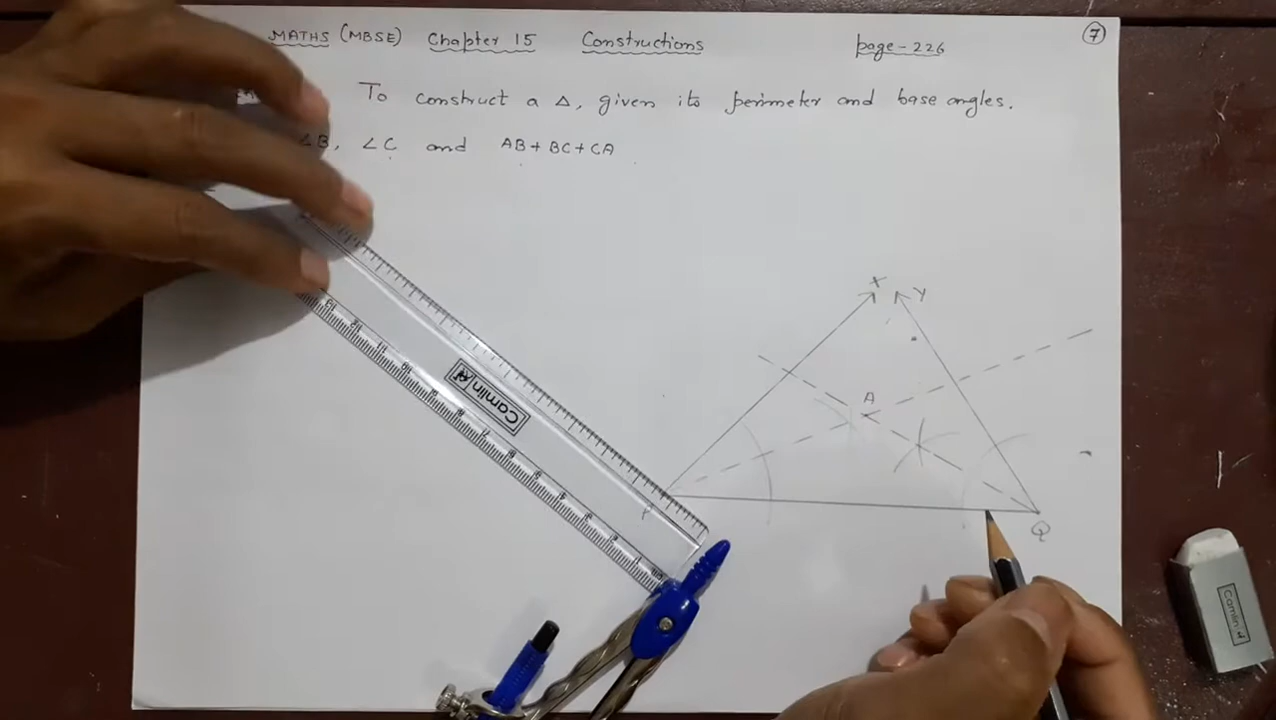 MATHS (MBSE) Chapter 15 Constructions page-226 7
To construct a Δ, given its perimeter and base angles.
∠B, ∠C and AB + BC + CA
X Y
A
P
Q
Camlin
Camlin